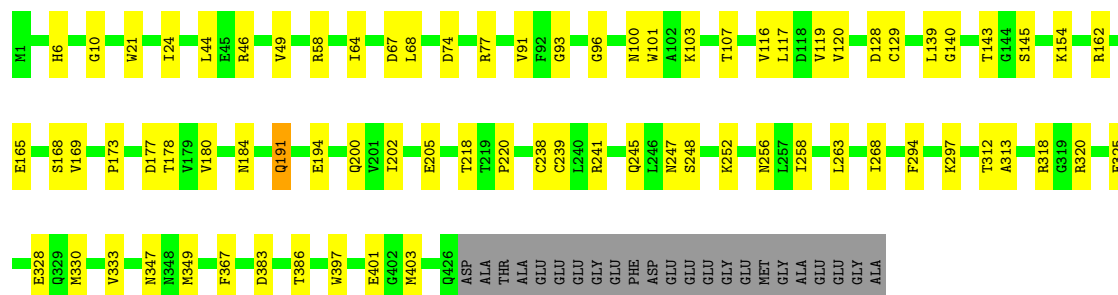 M1 H6 G10 W21 I24 L44 E45 R46 V49 R58 I64 D67 L68 D74 R77 V91 F92 G93 G96 N100 W101 A102 K103 T107 V116 L117 D118 V119 V120 D128 C129 L139 G140 T143 G144 S145 K154 R162
E165 S168 V169 P173 D177 T178 V179 V180 N184 Q191 E194 Q200 V201 I202 E205 T218 T219 P220 C238 C239 L240 R241 Q245 L246 N247 S248 K252 N256 L257 I258 L263 I268 F294 K297 T312 A313 R318 G319 R320
E328 Q329 M330 V333 N347 N348 M349 F367 D383 T386 W397 E401 G402 M403 Q426 ASP ALA THR ALA GLU GLU GLU GLY GLU PHE ASP GLU GLU GLU GLY GLU MET GLY ALA GLU GLU GLY ALA